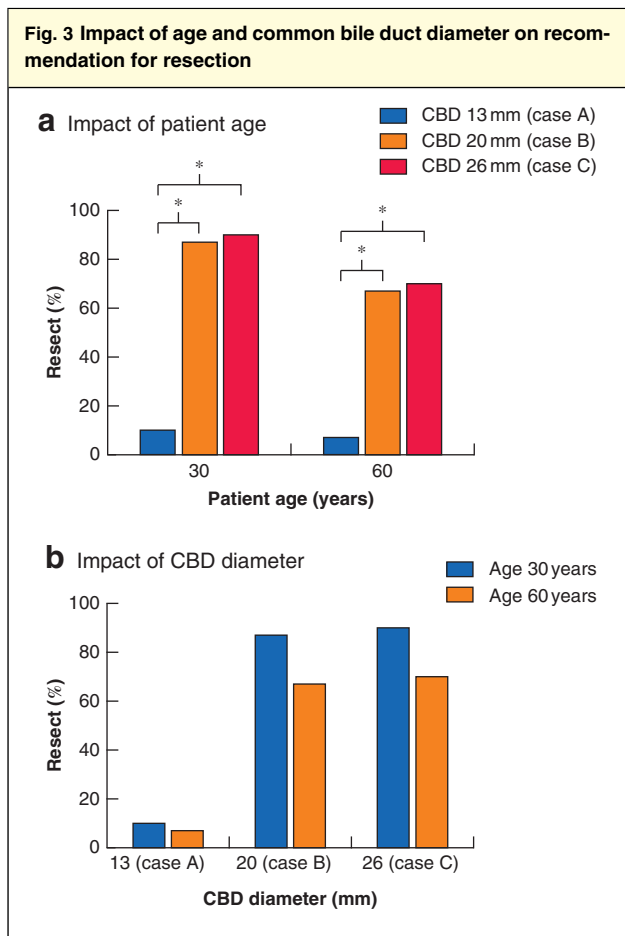 Fig. 3 Impact of age and common bile duct diameter on recom-
mendation for resection
a Impact of patient age
CBD 13 mm (case A)
CBD 20 mm (case B)
CBD 26 mm (case C)
*
*
*
*
100
80
60
40
20
0
Resect (%)
30
60
Patient age (years)
b Impact of CBD diameter
Age 30 years
Age 60 years
100
80
60
40
20
0
Resect (%)
13 (case A)
20 (case B)
26 (case C)
CBD diameter (mm)